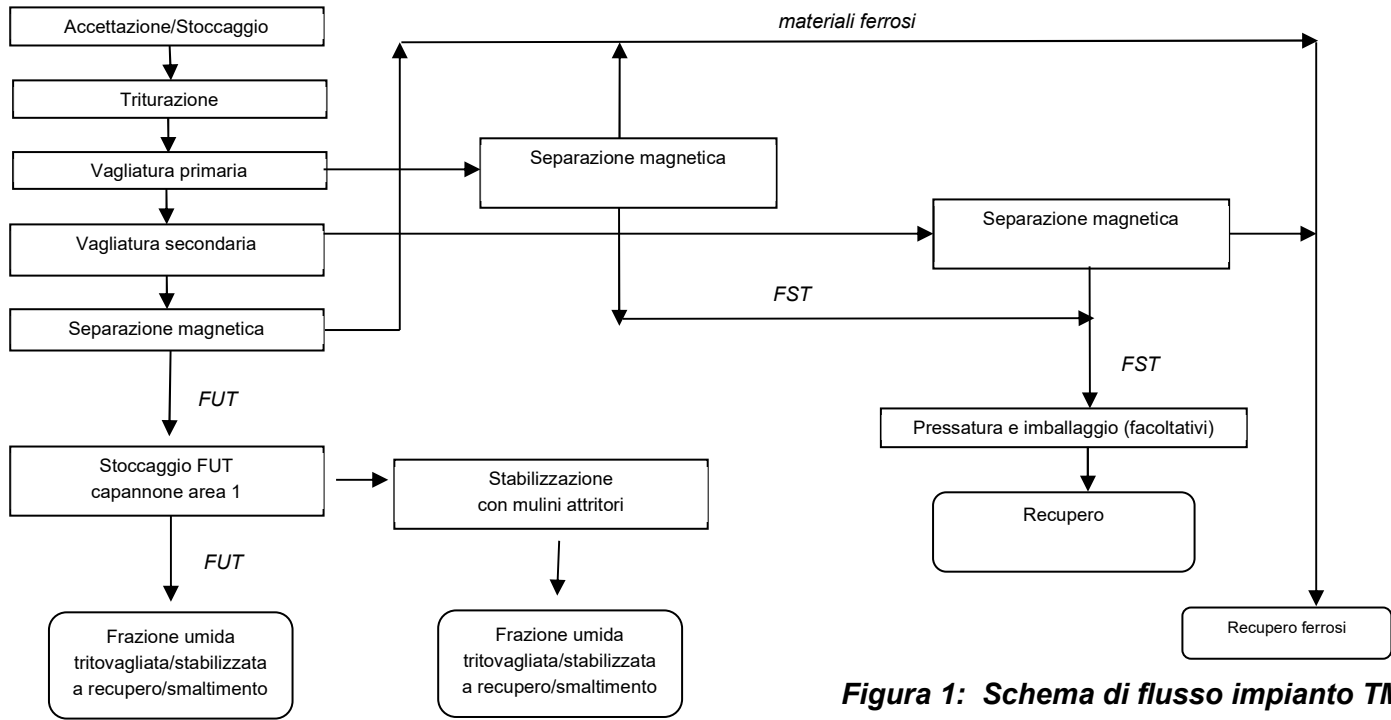 Accettazione/Stoccaggio
materiali ferrosi
Triturazione
Vagliatura primaria
Separazione magnetica
Vagliatura secondaria
Separazione magnetica
Separazione magnetica
FST
FST
FUT
Pressatura e imballaggio (facoltativi)
Stoccaggio FUT
capannone area 1
Stabilizzazione
con mulini attritori
Recupero
FUT
Frazione umida
tritovagliata/stabilizzata
a recupero/smaltimento
Frazione umida
tritovagliata/stabilizzata
a recupero/smaltimento
Recupero ferrosi
Figura 1: Schema di flusso impianto TM